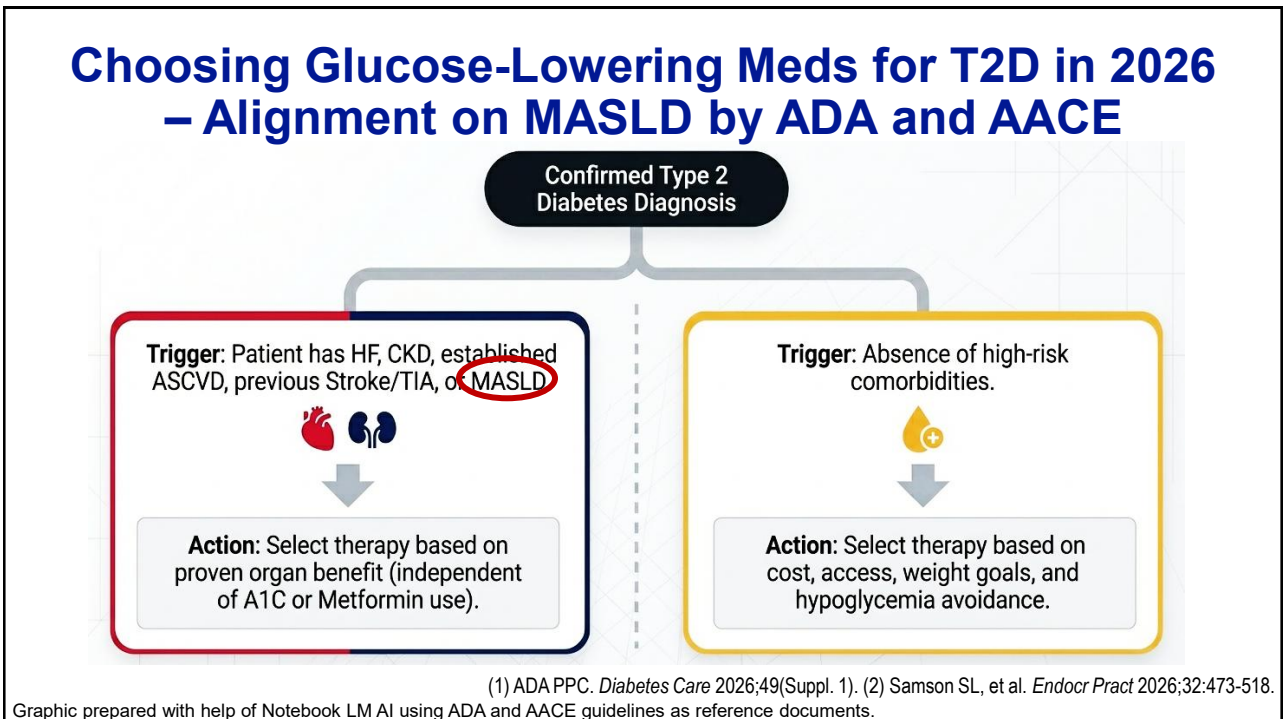 Choosing Glucose-Lowering Meds for T2D in 2026
– Alignment on MASLD by ADA and AACE
Confirmed Type 2
Diabetes Diagnosis
Trigger: Patient has HF, CKD, established
ASCVD, previous Stroke/TIA, or MASLD
Action: Select therapy based on
proven organ benefit (independent
of A1C or Metformin use).
Trigger: Absence of high-risk
comorbidities.
Action: Select therapy based on
cost, access, weight goals, and
hypoglycemia avoidance.
(1) ADA PPC. Diabetes Care 2026;49(Suppl. 1). (2) Samson SL, et al. Endocr Pract 2026;32:473-518.
Graphic prepared with help of Notebook LM AI using ADA and AACE guidelines as reference documents.